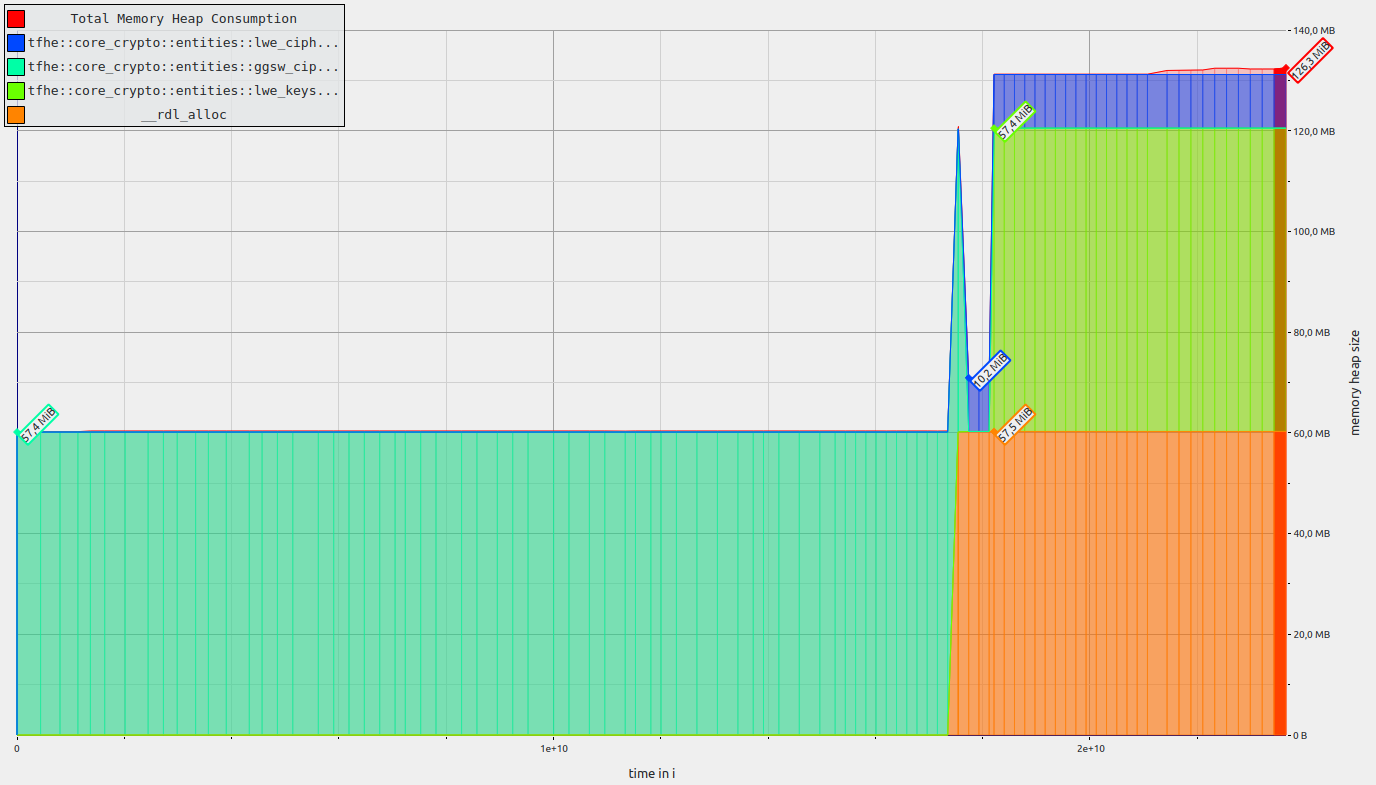 Total Memory Heap Consumption
tfhe::core_crypto::entities::lwe_ciph...
tfhe::core_crypto::entities::ggsw_cip...
tfhe::core_crypto::entities::lwe_keys...
__rdl_alloc
140,0 MB
126,3 MiB
57,4 MiB
120,0 MB
100,0 MB
80,0 MB
10,2 MiB
memory heap size
57,4 MiB
57,5 MiB
60,0 MB
40,0 MB
20,0 MB
0 B
0
1e+10
2e+10
time in i